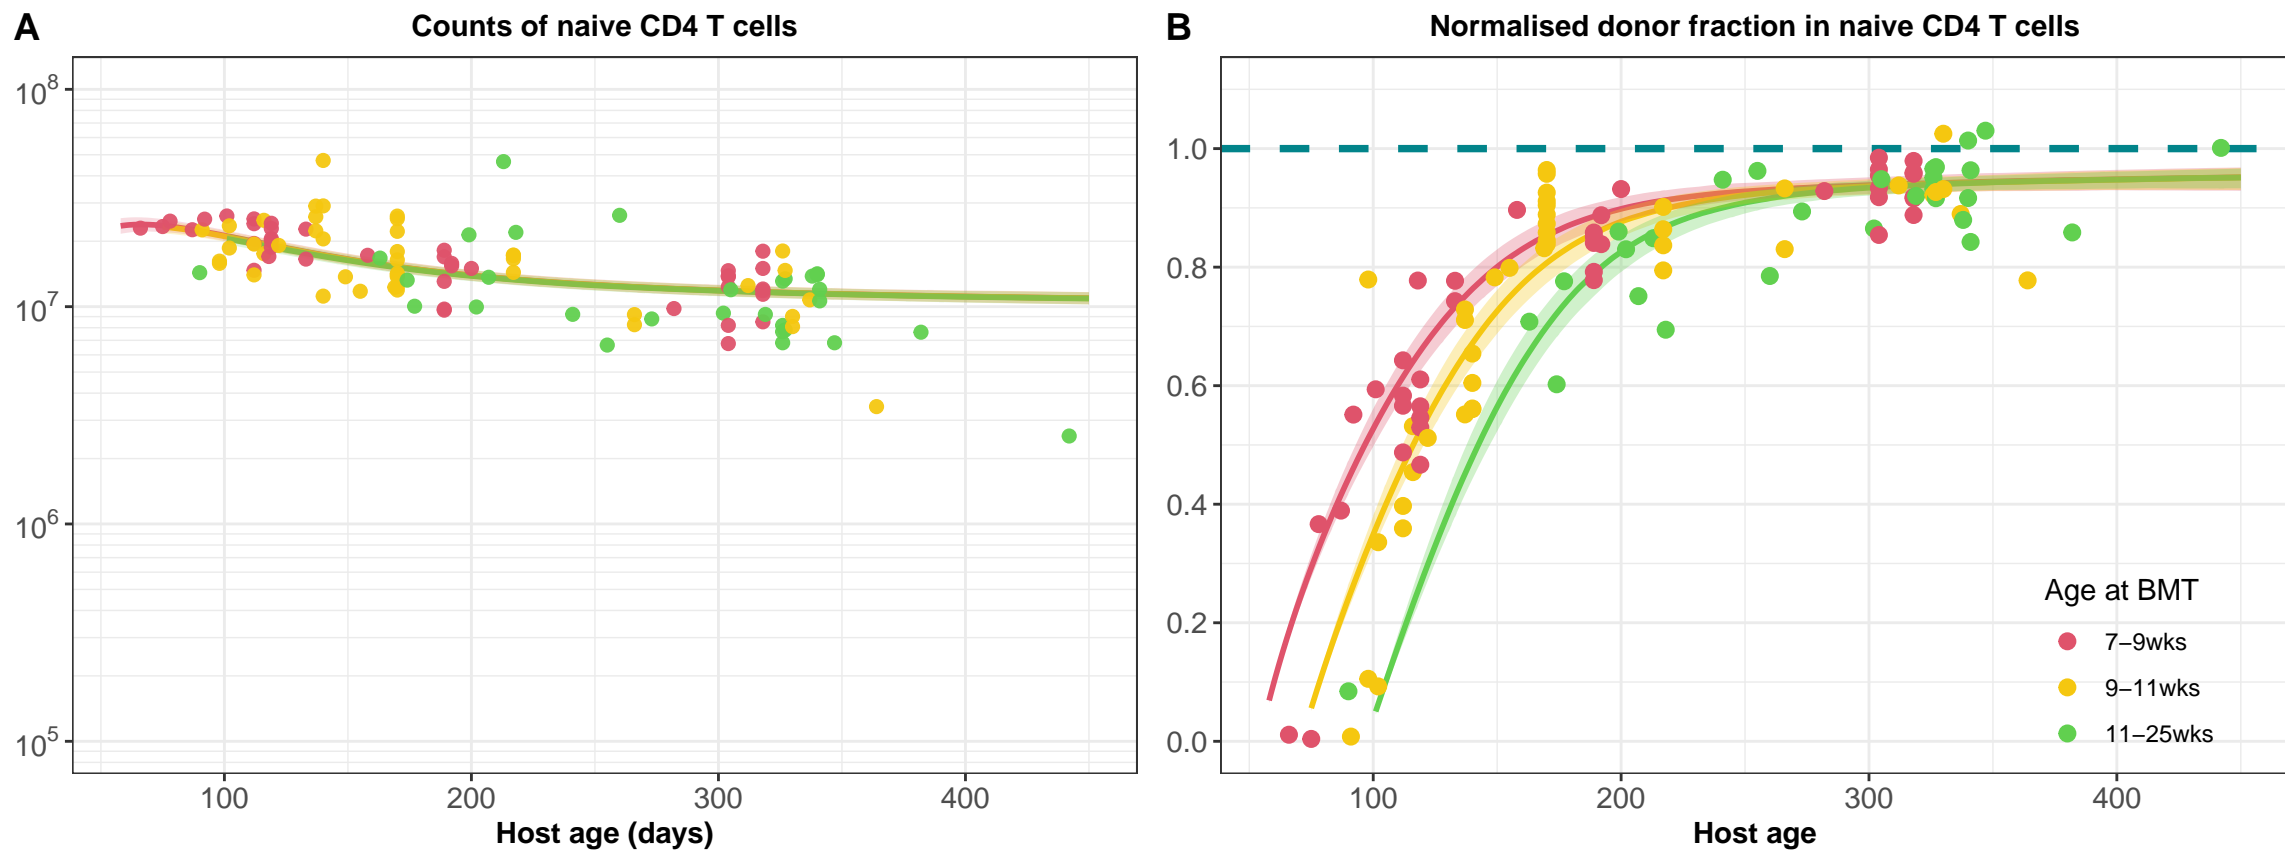 A
Counts of naive CD4 T cells
10^8
10^7
10^6
10^5
100 200 300 400
Host age (days)
B
Normalised donor fraction in naive CD4 T cells
1.0
0.8
0.6
0.4
0.2
0.0
Age at BMT
7–9wks
9–11wks
11–25wks
100 200 300 400
Host age